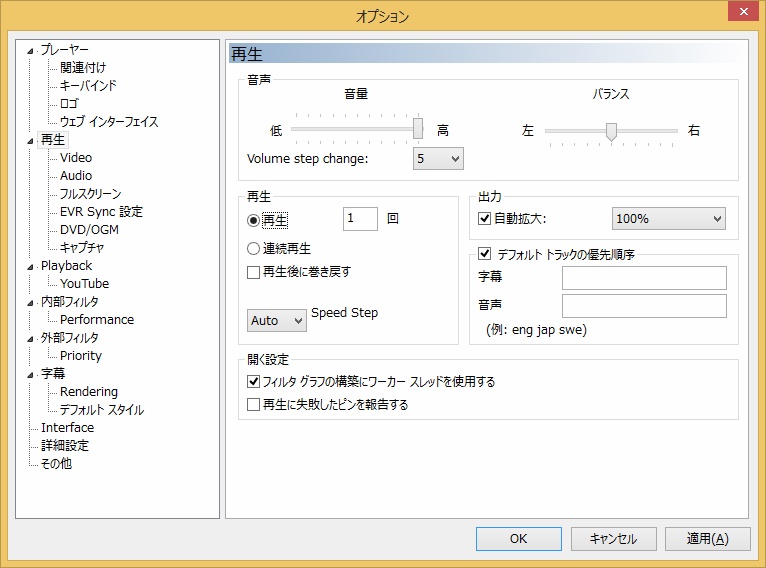 オプション
プレーヤー
関連付け
キーバインド
ロゴ
ウェブ インターフェイス
再生
Video
Audio
フルスクリーン
EVR Sync 設定
DVD/OGM
キャプチャ
Playback
YouTube
内部フィルタ
Performance
外部フィルタ
Priority
字幕
Rendering
デフォルト スタイル
Interface
詳細設定
その他
再生
音声
音量
バランス
低
高
左
右
Volume step change:
5
再生
再生
1
回
連続再生
再生後に巻き戻す
Auto
Speed Step
出力
自動拡大:
100%
デフォルト トラックの優先順序
字幕
音声
(例: eng jap swe)
開く設定
フィルタ グラフの構築にワーカー スレッドを使用する
再生に失敗したピンを報告する
OK
キャンセル
適用(A)